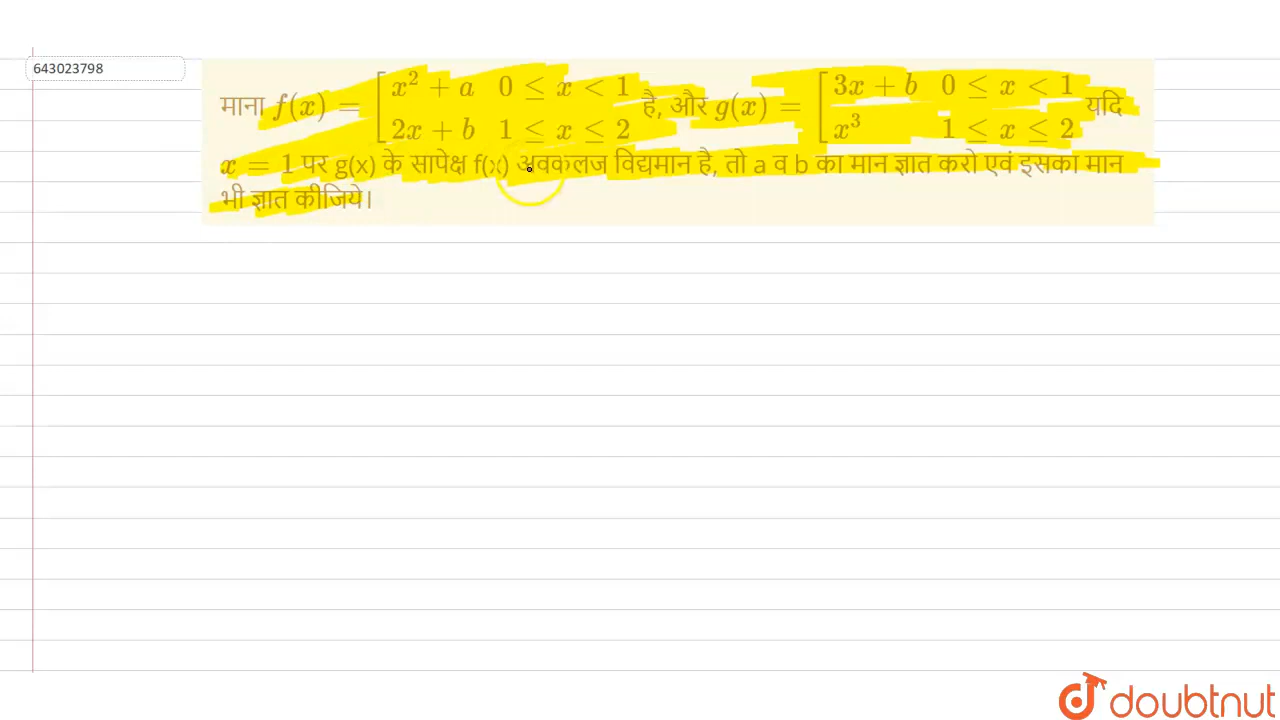 643023798
माना f(x) = [ x² + a 0 ≤ x < 1 2x + b 1 ≤ x ≤ 2 है, और g(x) = [ 3x + b 0 ≤ x < 1 x³ 1 ≤ x ≤ 2 यदि
x = 1 पर g(x) के सापेक्ष f(x) अवकलज विद्यमान है, तो a व b का मान ज्ञात करो एवं इसका मान
भी ज्ञात कीजिये।
doubtnut